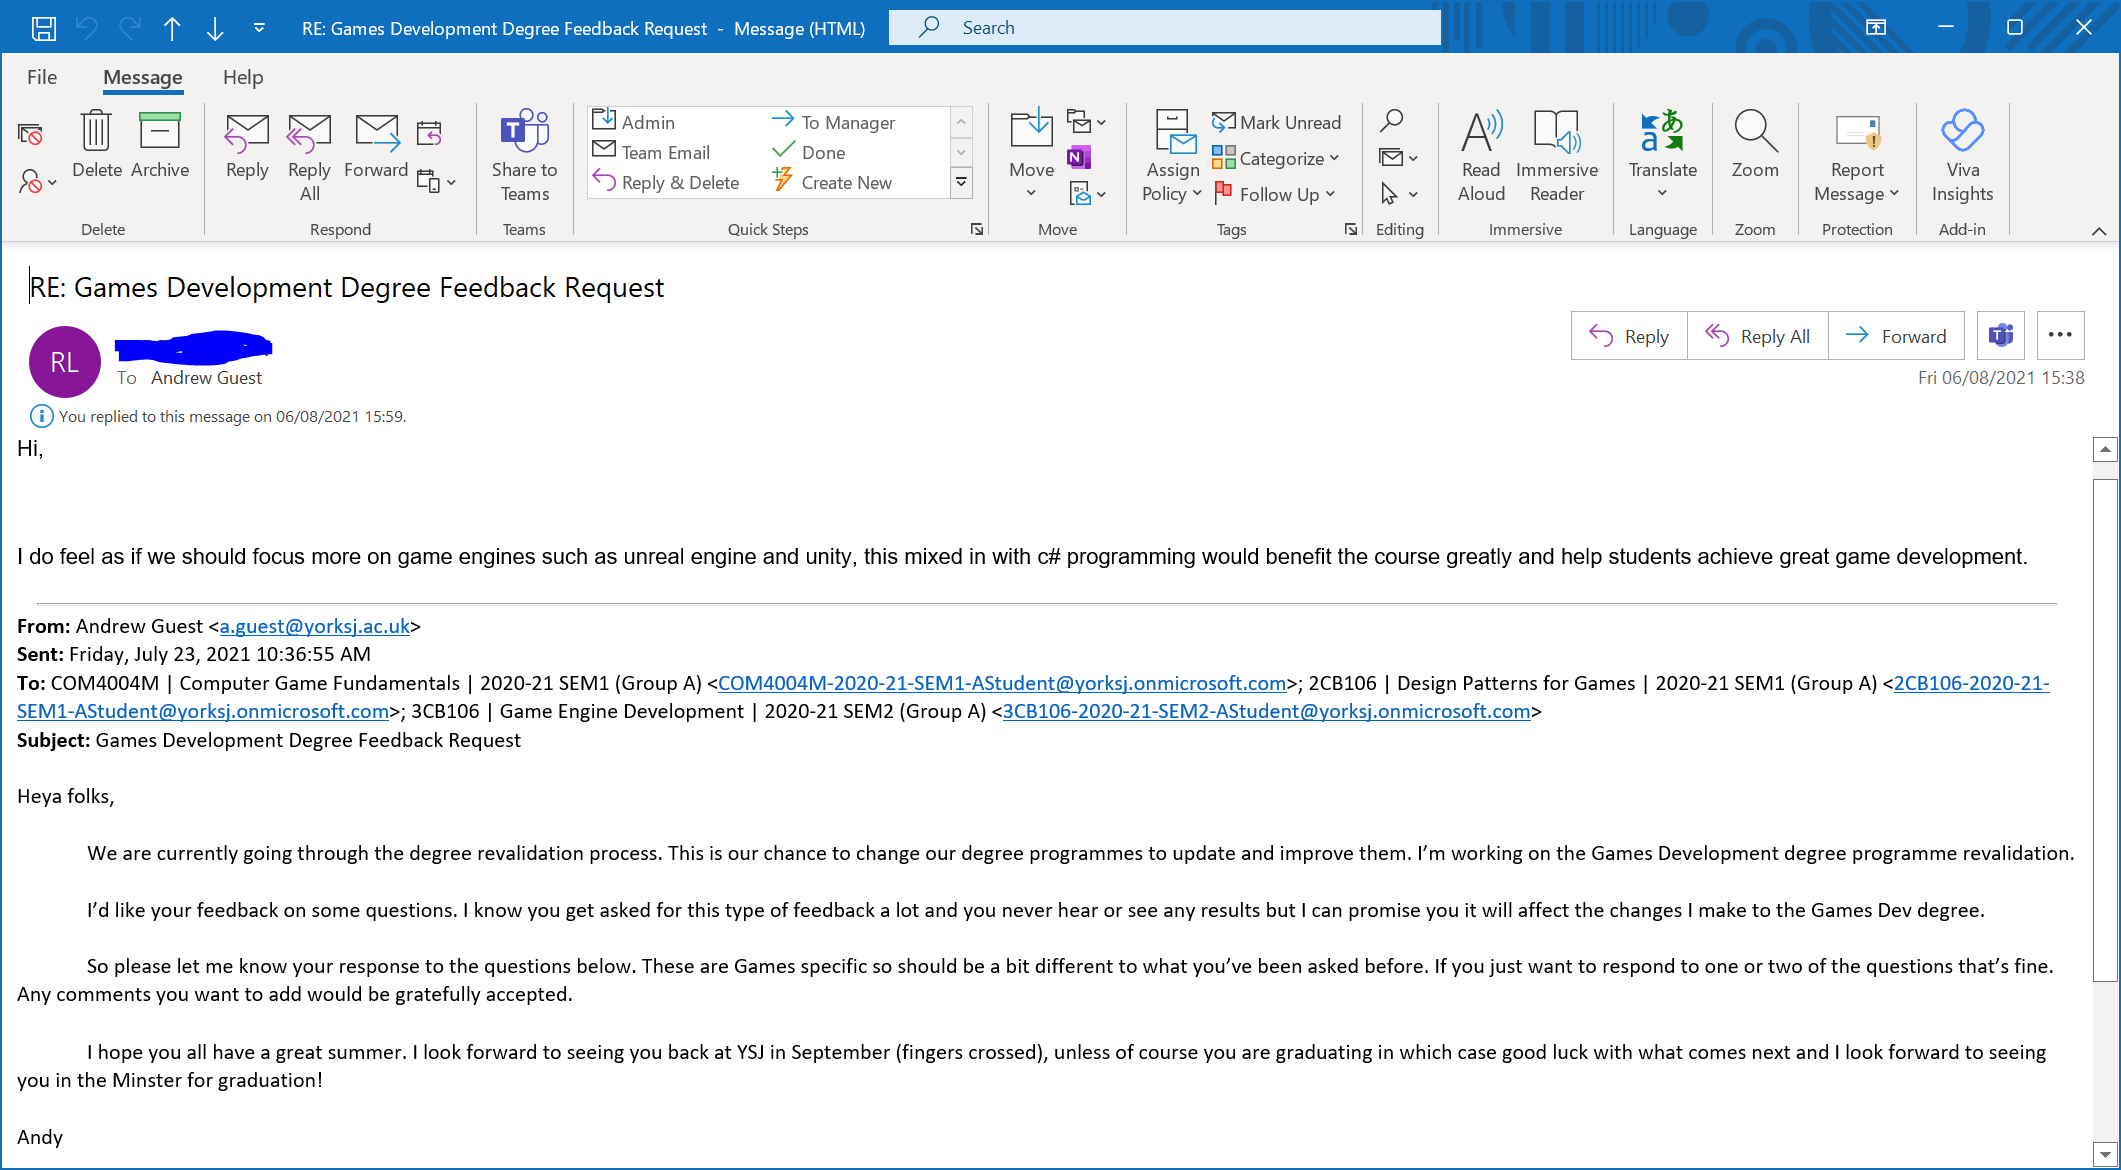 RE: Games Development Degree Feedback Request - Message (HTML)
Search
File Message Help
Delete
Archive
Reply
Reply All
Forward
Share to Teams
Admin
To Manager
Team Email
Done
Reply & Delete
Create New
Move
Assign Policy
Mark Unread
Categorize
Follow Up
Read Aloud
Immersive Reader
Translate
Zoom
Report Message
Viva Insights
Delete Respond Teams Quick Steps Move Tags Editing Immersive Language Zoom Protection Add-in
RE: Games Development Degree Feedback Request
RL
To Andrew Guest
Reply Reply All Forward
Fri 06/08/2021 15:38
You replied to this message on 06/08/2021 15:59.
Hi,
I do feel as if we should focus more on game engines such as unreal engine and unity, this mixed in with c# programming would benefit the course greatly and help students achieve great game development.
From: Andrew Guest <a.guest@yorksj.ac.uk>
Sent: Friday, July 23, 2021 10:36:55 AM
To: COM4004M | Computer Game Fundamentals | 2020-21 SEM1 (Group A) <COM4004M-2020-21-SEM1-AStudent@yorksj.onmicrosoft.com>; 2CB106 | Design Patterns for Games | 2020-21 SEM1 (Group A) <2CB106-2020-21-
SEM1-AStudent@yorksj.onmicrosoft.com>; 3CB106 | Game Engine Development | 2020-21 SEM2 (Group A) <3CB106-2020-21-SEM2-AStudent@yorksj.onmicrosoft.com>
Subject: Games Development Degree Feedback Request
Heya folks,
We are currently going through the degree revalidation process. This is our chance to change our degree programmes to update and improve them. I'm working on the Games Development degree programme revalidation.
I'd like your feedback on some questions. I know you get asked for this type of feedback a lot and you never hear or see any results but I can promise you it will affect the changes I make to the Games Dev degree.
So please let me know your response to the questions below. These are Games specific so should be a bit different to what you've been asked before. If you just want to respond to one or two of the questions that's fine.
Any comments you want to add would be gratefully accepted.
I hope you all have a great summer. I look forward to seeing you back at YSJ in September (fingers crossed), unless of course you are graduating in which case good luck with what comes next and I look forward to seeing
you in the Minster for graduation!
Andy